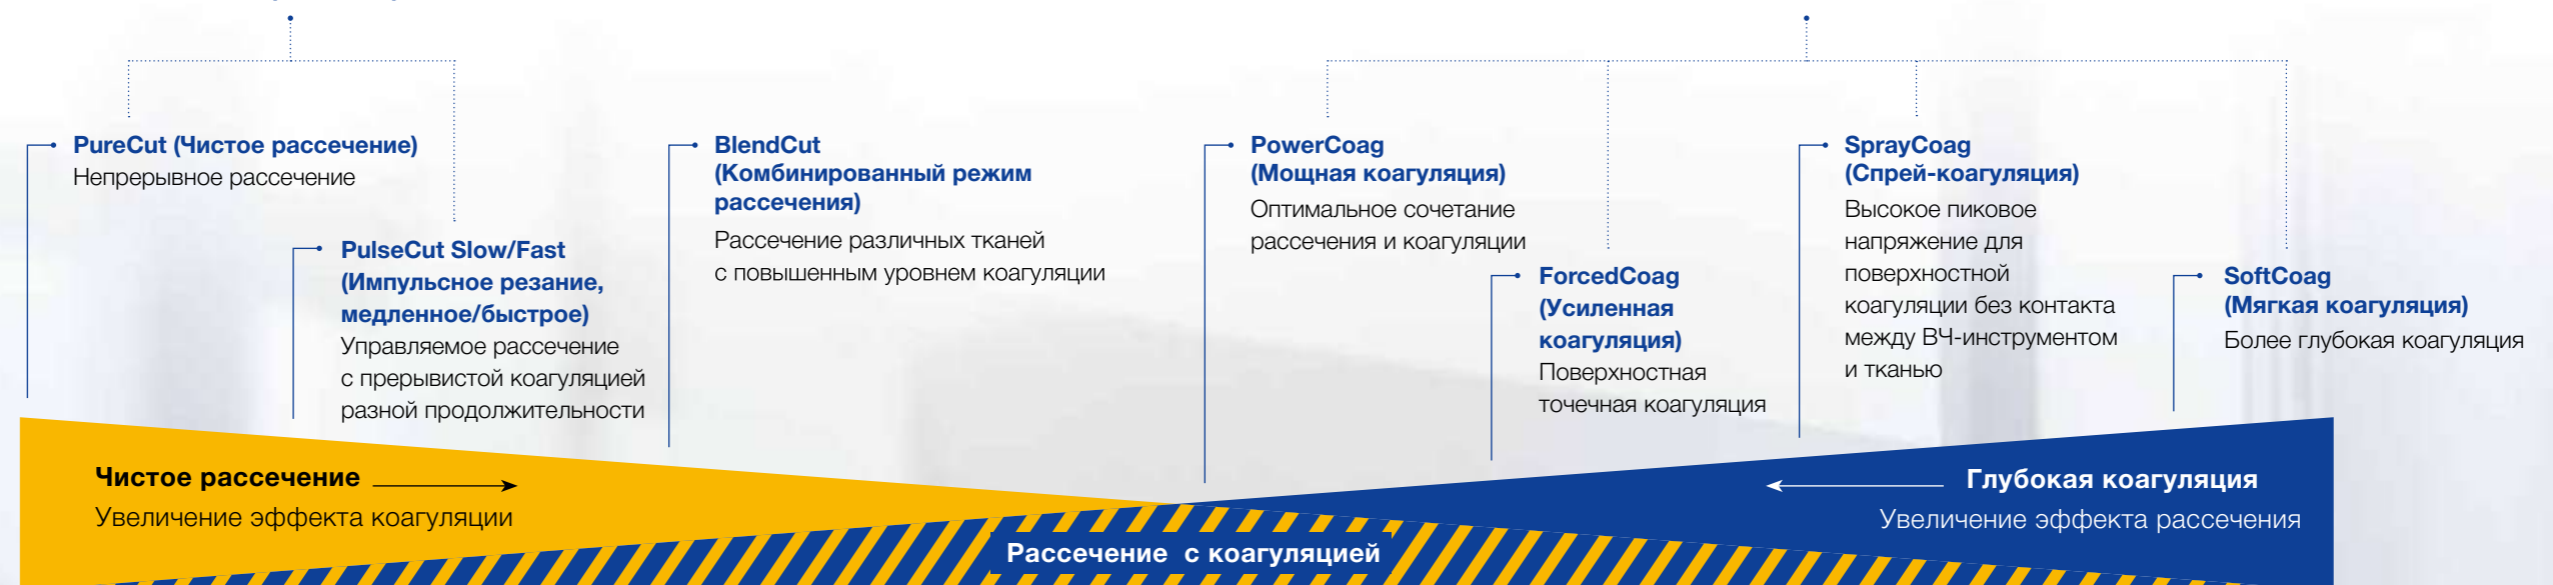 PureCut (Чистое рассечение)
Непрерывное рассечение
PulseCut Slow/Fast
(Импульсное резание,
медленное/быстрое)
Управляемое рассечение
с прерывистой коагуляцией
разной продолжительности
BlendCut
(Комбинированный режим
рассечения)
Рассечение различных тканей
с повышенным уровнем коагуляции
PowerCoag
(Мощная коагуляция)
Оптимальное сочетание
рассечения и коагуляции
ForcedCoag
(Усиленная
коагуляция)
Поверхностная
точечная коагуляция
SprayCoag
(Спрей-коагуляция)
Высокое пиковое
напряжение для
поверхностной
коагуляции без контакта
между ВЧ-инструментом
и тканью
SoftCoag
(Мягкая коагуляция)
Более глубокая коагуляция
Чистое рассечение
Увеличение эффекта коагуляции
Рассечение с коагуляцией
Глубокая коагуляция
Увеличение эффекта рассечения